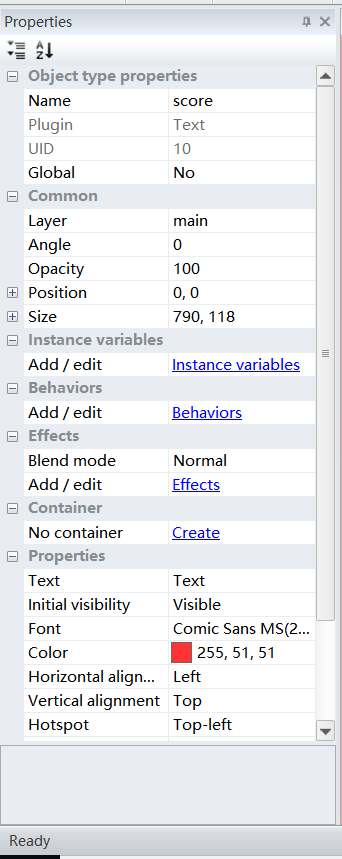 Properties
A Z
Object type properties
Name score
Plugin Text
UID 10
Global No
Common
Layer main
Angle 0
Opacity 100
Position 0, 0
Size 790, 118
Instance variables
Add / edit Instance variables
Behaviors
Add / edit Behaviors
Effects
Blend mode Normal
Add / edit Effects
Container
No container Create
Properties
Text Text
Initial visibility Visible
Font Comic Sans MS(2...
Color 255, 51, 51
Horizontal align... Left
Vertical alignment Top
Hotspot Top-left
Ready